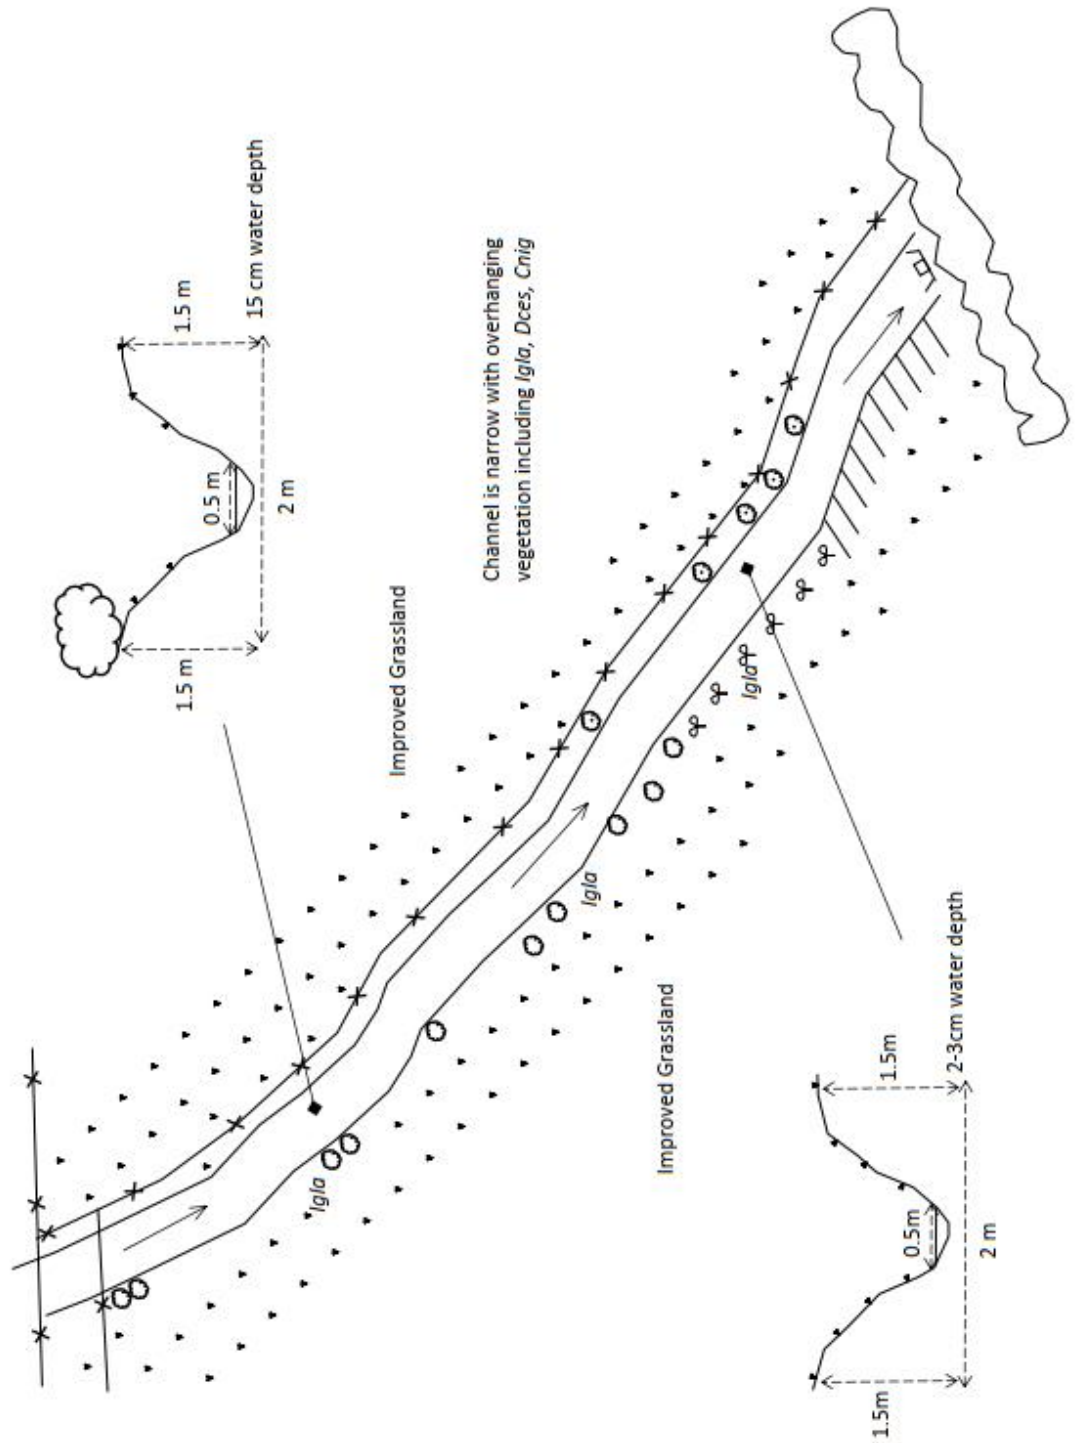 1.5 m
0.5 m
1.5 m
2 m
15 cm water depth
Improved Grassland
Channel is narrow with overhanging
vegetation including Igla, Dces, Cnig
Igla
Igla
Igla
Improved Grassland
1.5m
0.5m
1.5m
2 m
2-3cm water depth